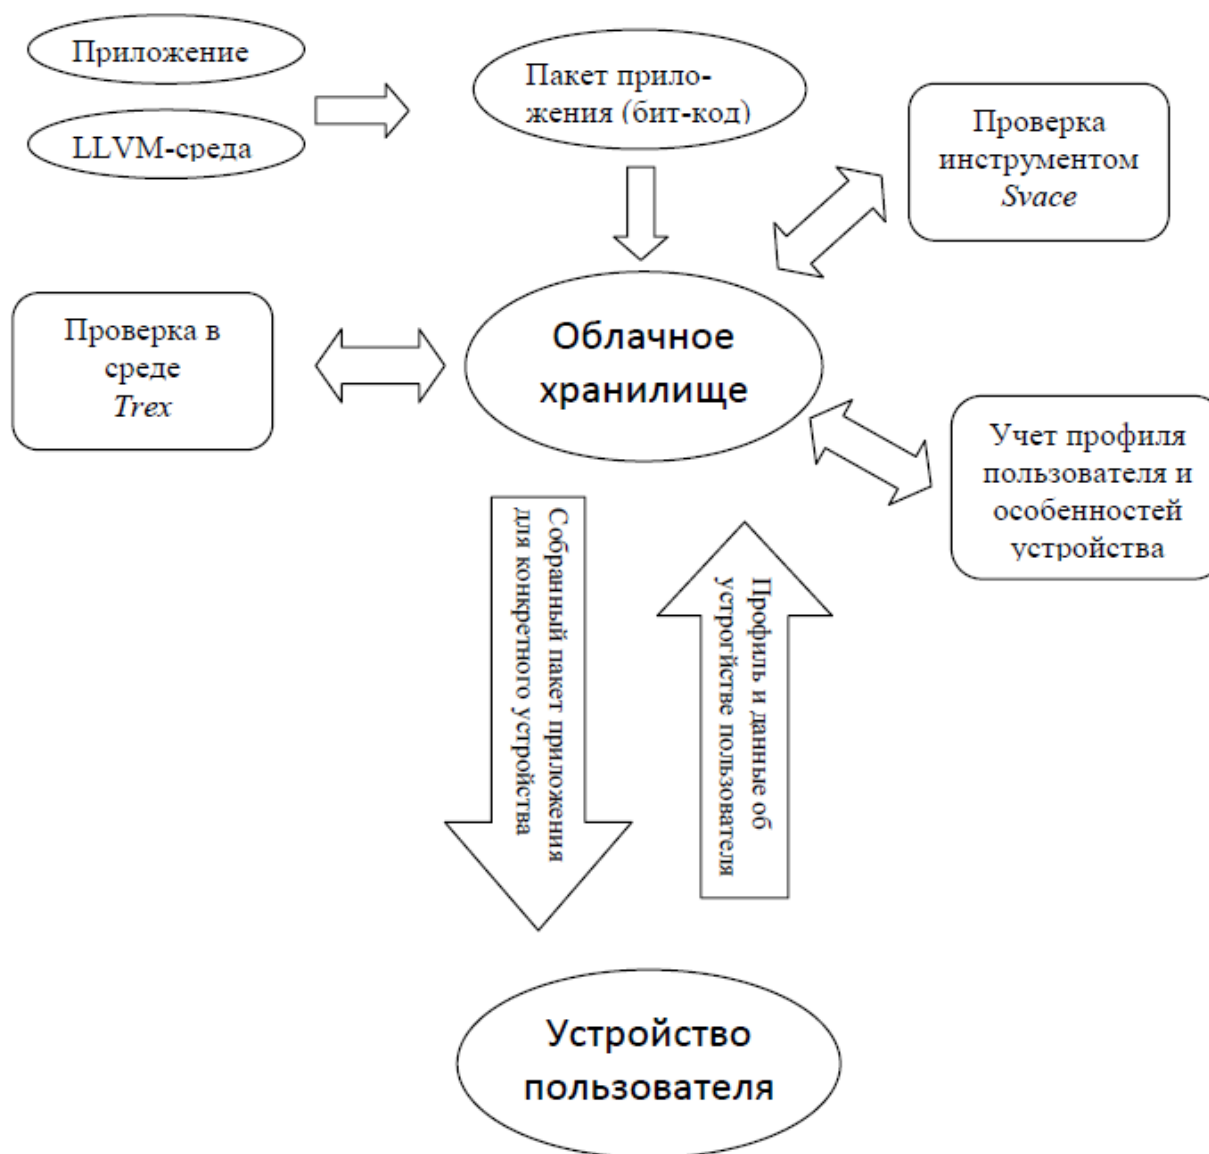 Приложение
LLVM-среда
Пакет прило-
жения (бит-код)
Проверка
инструментом
Svace
Облачное
хранилище
Проверка в
среде
Trex
Учет профиля
пользователя и
особенностей
устройства
Собранный пакет приложения
для конкретного устройства
Профиль и данные об
устрогйстве пользователя
Устройство
пользователя